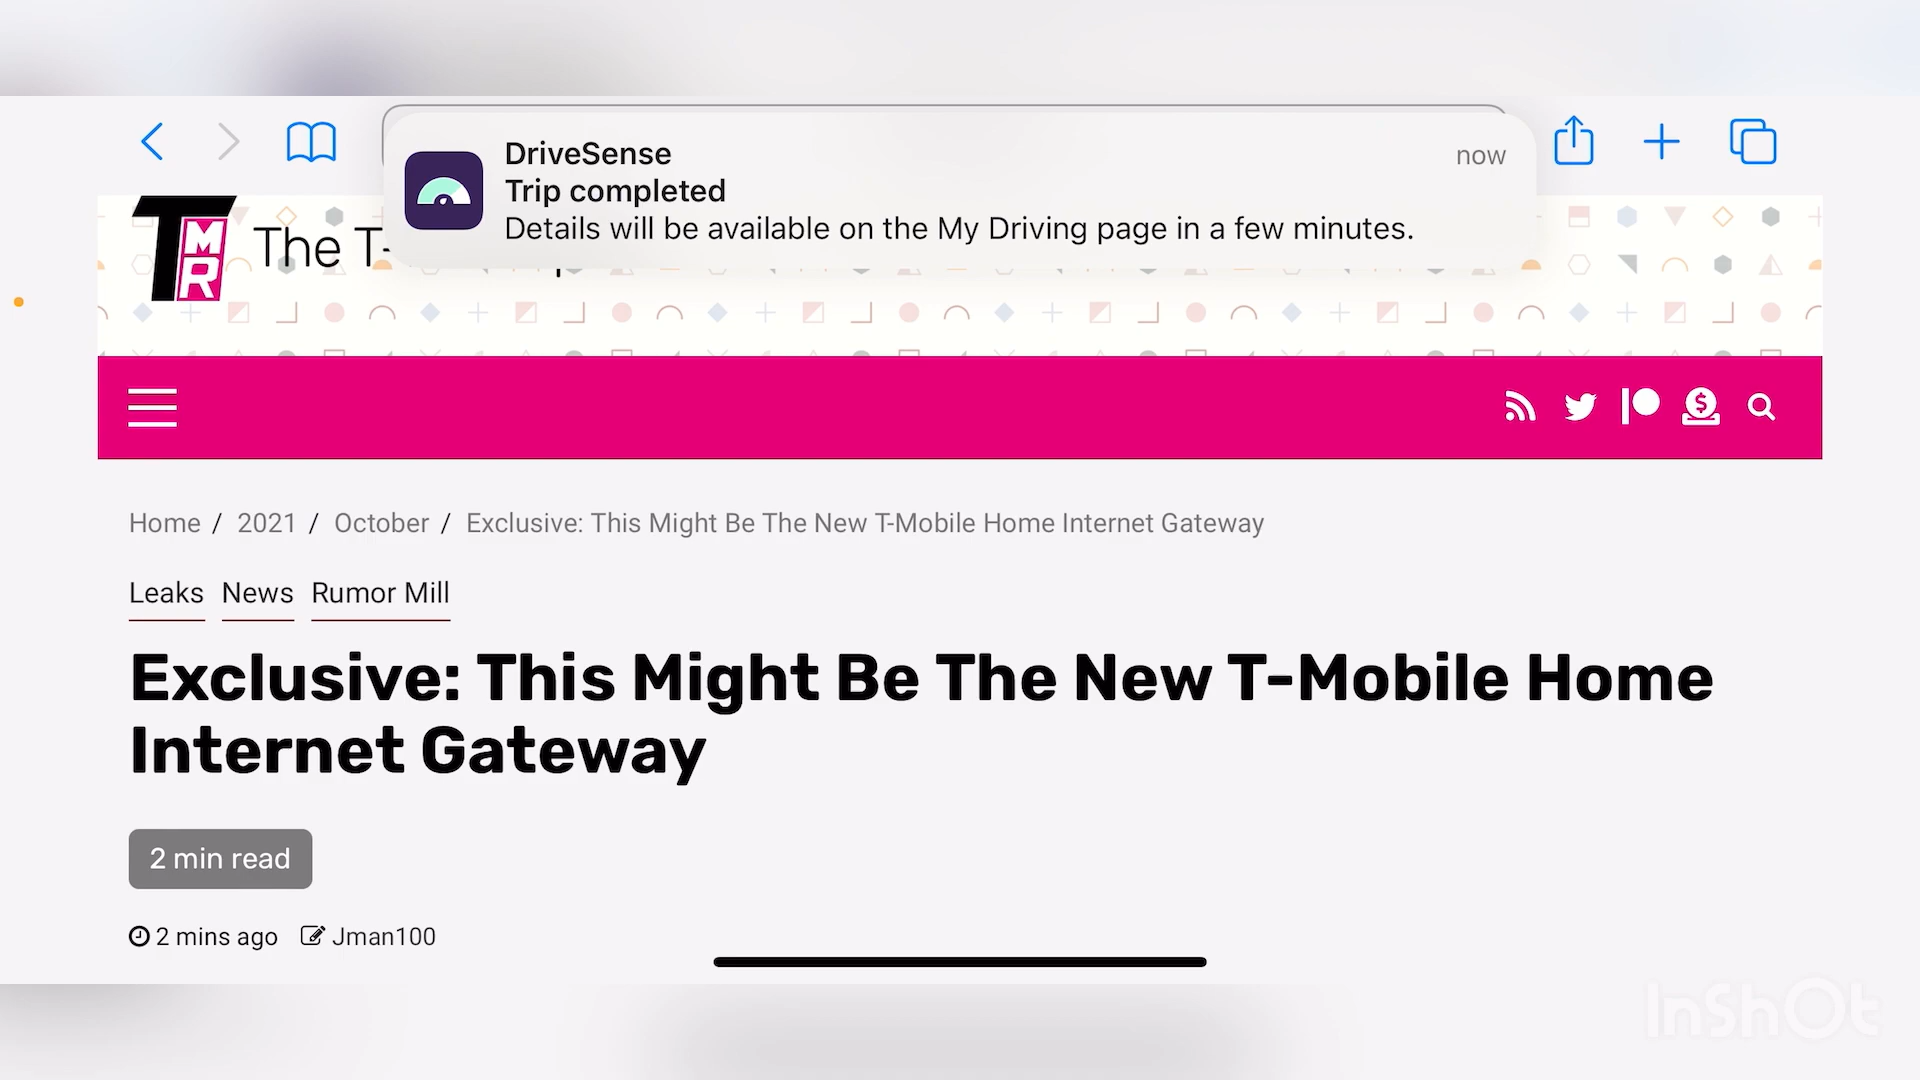 DriveSense
now
Trip completed
Details will be available on the My Driving page in a few minutes.
TMR
The T-
Home / 2021 / October / Exclusive: This Might Be The New T-Mobile Home Internet Gateway
Leaks News Rumor Mill
Exclusive: This Might Be The New T-Mobile Home
Internet Gateway
2 min read
2 mins ago Jman100
InShOt